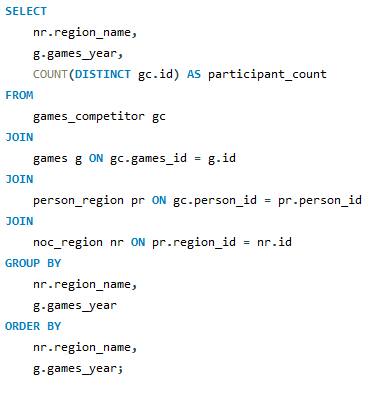 SELECT
    nr.region_name,
    g.games_year,
    COUNT(DISTINCT gc.id) AS participant_count
FROM
    games_competitor gc
JOIN
    games g ON gc.games_id = g.id
JOIN
    person_region pr ON gc.person_id = pr.person_id
JOIN
    noc_region nr ON pr.region_id = nr.id
GROUP BY
    nr.region_name,
    g.games_year
ORDER BY
    nr.region_name,
    g.games_year;